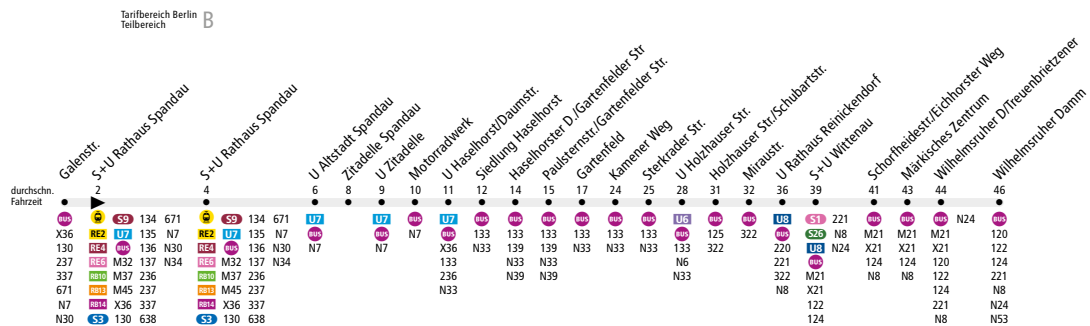 Tarifbereich Berlin
Teilbereich B
Galenstr.
S+U Rathaus Spandau
S+U Rathaus Spandau
U Altstadt Spandau
Zitadelle Spandau
U Zitadelle
Motorradwerk
U Haselhorst/Daumstr.
Siedlung Haselhorst
Haselhorster D./Gartenfelder Str
Paulsternstr./Gartenfelder Str.
Gartenfeld
Kamener Weg
Sterkrader Str.
U Holzhauser Str.
Holzhauser Str./Schubartstr.
Miraustr.
U Rathaus Reinickendorf
S+U Wittenau
Schorfheidestr./Eichhorster Weg
Märkisches Zentrum
Wilhelmsruher D/Treuenbrietzener
Wilhelmsruher Damm
durchschn. 2 4 6 8 9 10 11 12 14 15 17 24 25 28 31 32 36 39 41 43 44 46
Fahrzeit
BUS S9 134 671 S9 134 671 U7 U7 BUS U7 BUS BUS BUS BUS BUS BUS U6 BUS BUS U8 S1 221 BUS BUS BUS N24 BUS
X36 RE2 U7 135 N7 RE2 U7 135 N7 BUS BUS N7 BUS 133 133 133 133 133 133 BUS 125 322 BUS S26 N8 M21 M21 M21 120
130 RE4 BUS 136 N30 RE4 BUS 136 N30 N7 N7 X36 N33 139 139 N33 N33 N33 133 322 220 U8 N24 X21 X21 X21 122
237 RE6 M32 137 N34 RE6 M32 137 N34 133 N33 N33 N6 221 BUS 124 124 120 124
337 RB10 M37 236 RB10 M37 236 236 N39 N39 N33 322 M21 N8 N8 122 221
671 RB13 M45 237 RB13 M45 237 N33 N8 X21 124 N8
N7 RB14 X36 337 RB14 X36 337 122 221 N24
N30 S3 130 638 S3 130 638 124 N8 N53